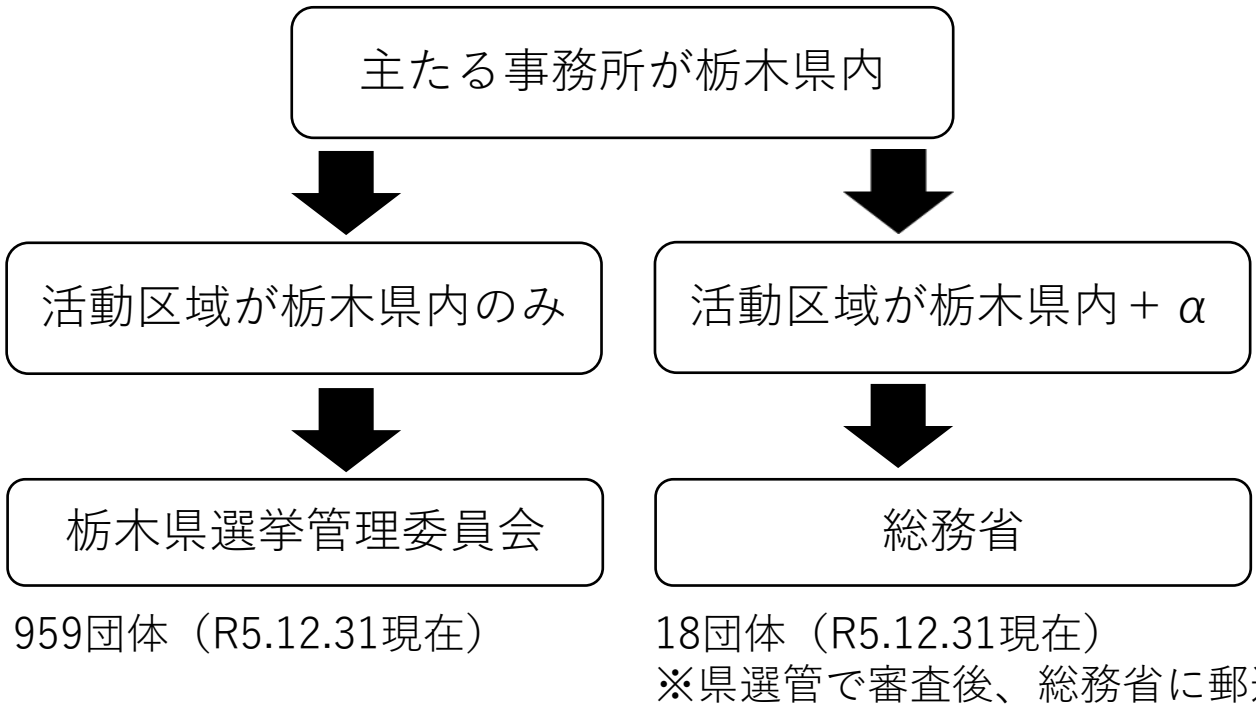 主たる事務所が栃木県内
活動区域が栃木県内のみ
活動区域が栃木県内+α
栃木県選挙管理委員会
総務省
959団体（R5.12.31現在）
18団体（R5.12.31現在）
※県選管で審査後、総務省に郵